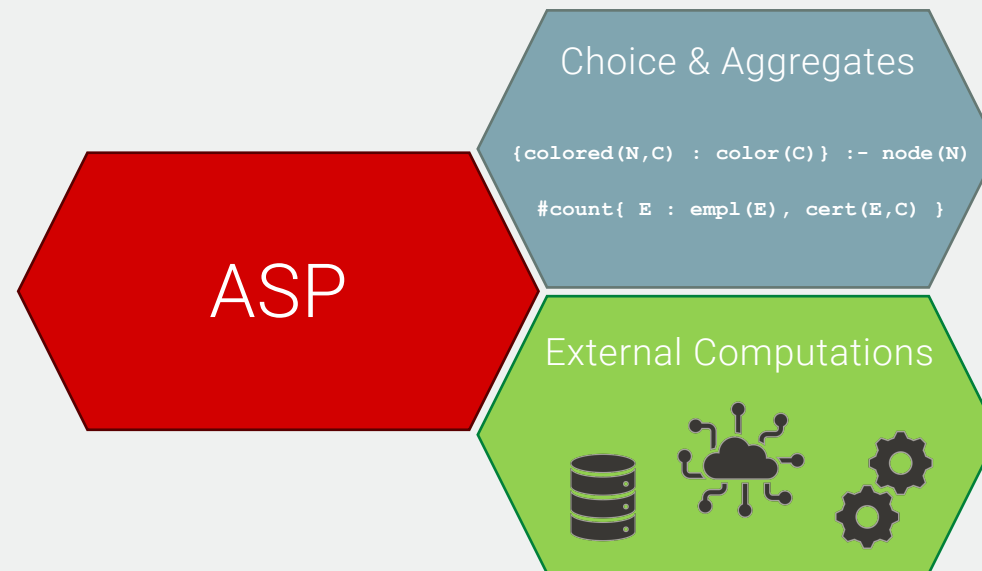 Choice & Aggregates
{colored(N,C) : color(C)} :- node(N)
#count{ E : empl(E), cert(E,C) }
ASP
External Computations